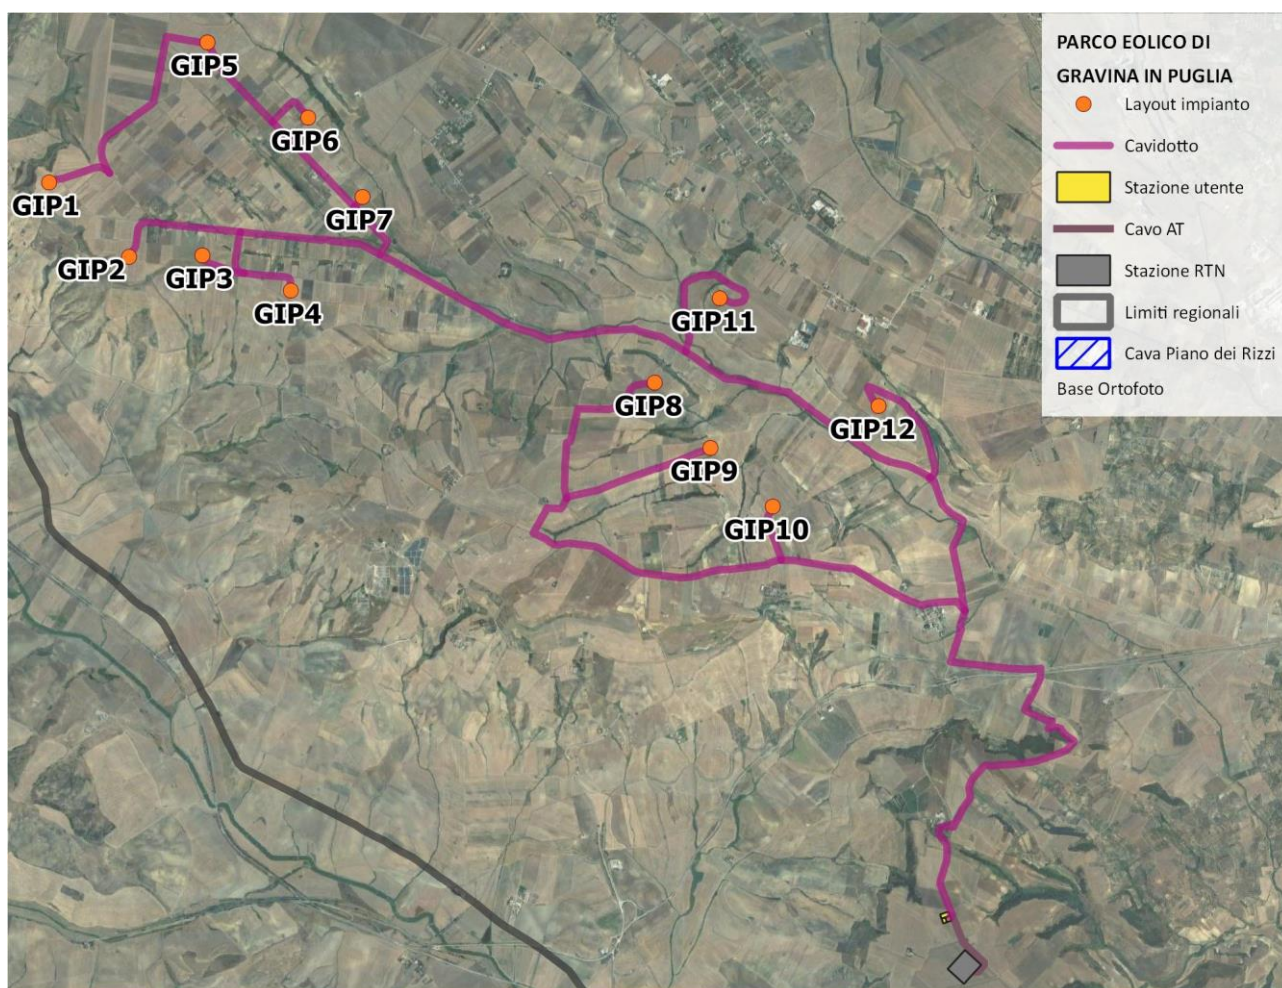 PARCO EOLICO DI
GRAVINA IN PUGLIA
Layout impianto
Cavidotto
Stazione utente
Cavo AT
Stazione RTN
Limiti regionali
Cava Piano dei Rizzi
Base Ortofoto
GIP5
GIP6
GIP1
GIP7
GIP2
GIP3
GIP4
GIP11
GIP8
GIP12
GIP9
GIP10